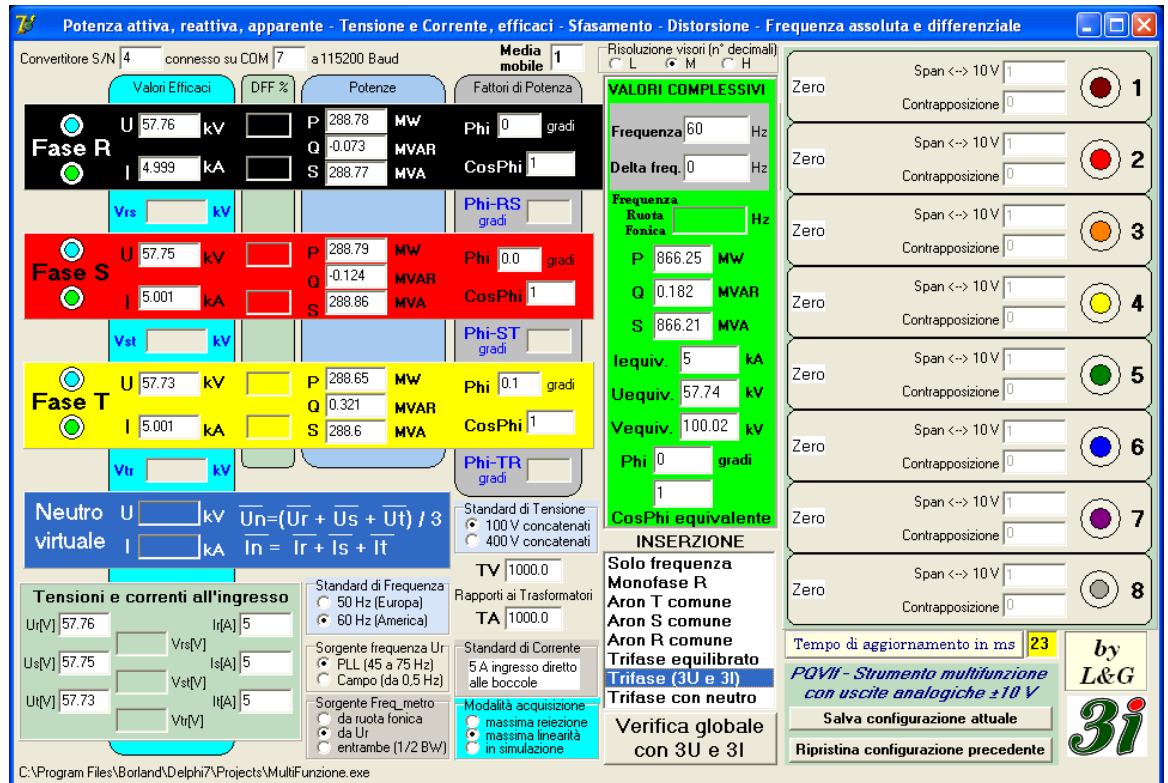 Potenza attiva, reattiva, apparente - Tensione e Corrente, efficaci - Sfasamento - Distorsione - Frequenza assoluta e differenziale
Convertitore S/N 4 connesso su COM 7 a 115200 Baud
Media mobile 1
Risoluzione visori (n° decimali)
L M H
Valori Efficaci
DFF %
Potenze
Fattori di Potenza
Fase R
U 57.76 kV
I 4.999 kA
P 288.78 MW
Q -0.073 MVAR
S 288.77 MVA
Phi 0 gradi
CosPhi 1
Vrs kV
Phi-RS gradi
Fase S
U 57.75 kV
I 5.001 kA
P 288.79 MW
Q -0.124 MVAR
S 288.86 MVA
Phi 0.0 gradi
CosPhi 1
Vst kV
Phi-ST gradi
Fase T
U 57.73 kV
I 5.001 kA
P 288.65 MW
Q 0.321 MVAR
S 288.6 MVA
Phi 0.1 gradi
CosPhi 1
Vtr kV
Phi-TR gradi
Neutro virtuale
U kV Un=(Ur + Us + Ut) / 3
I kA In = Ir + Is + It
Tensioni e correnti all'ingresso
Ur[V] 57.76 Ir[A] 5
Vrs[V]
Us[V] 57.75 Is[A] 5
Vst[V]
Ut[V] 57.73 It[A] 5
Vtr[V]
Standard di Frequenza
50 Hz (Europa)
60 Hz (America)
Sorgente frequenza Ur
PLL (45 a 75 Hz)
Campo (da 0,5 Hz)
Sorgente Freq_metro
da ruota fonica
da Ur
entrambe (1/2 BW)
Standard di Tensione
100 V concatenati
400 V concatenati
TV 1000.0
Rapporti ai Trasformatori
TA 1000.0
Standard di Corrente
5 A ingresso diretto
alle boccole
Modalità acquisizione
massima reiezione
massima linearità
in simulazione
VALORI COMPLESSIVI
Frequenza 60 Hz
Delta freq. 0 Hz
Frequenza
Ruota
Fonica Hz
P 866.25 MW
Q 0.182 MVAR
S 866.21 MVA
Iequiv. 5 kA
Uequiv. 57.74 kV
Vequiv. 100.02 kV
Phi 0 gradi
1
CosPhi equivalente
INSERZIONE
Solo frequenza
Monofase R
Aron T comune
Aron S comune
Aron R comune
Trifase equilibrato
Trifase (3U e 3I)
Trifase con neutro
Verifica globale
con 3U e 3I
Zero Span <--> 10 V 1
Contrapposizione 0
1
Zero Span <--> 10 V 1
Contrapposizione 0
2
Zero Span <--> 10 V 1
Contrapposizione 0
3
Zero Span <--> 10 V 1
Contrapposizione 0
4
Zero Span <--> 10 V 1
Contrapposizione 0
5
Zero Span <--> 10 V 1
Contrapposizione 0
6
Zero Span <--> 10 V 1
Contrapposizione 0
7
Zero Span <--> 10 V 1
Contrapposizione 0
8
Tempo di aggiornamento in ms 23
PQVIf - Strumento multifunzione
con uscite analogiche ±10 V
Salva configurazione attuale
Ripristina configurazione precedente
by
L&G
3i
C:\Program Files\Borland\Delphi7\Projects\MultiFunzione.exe